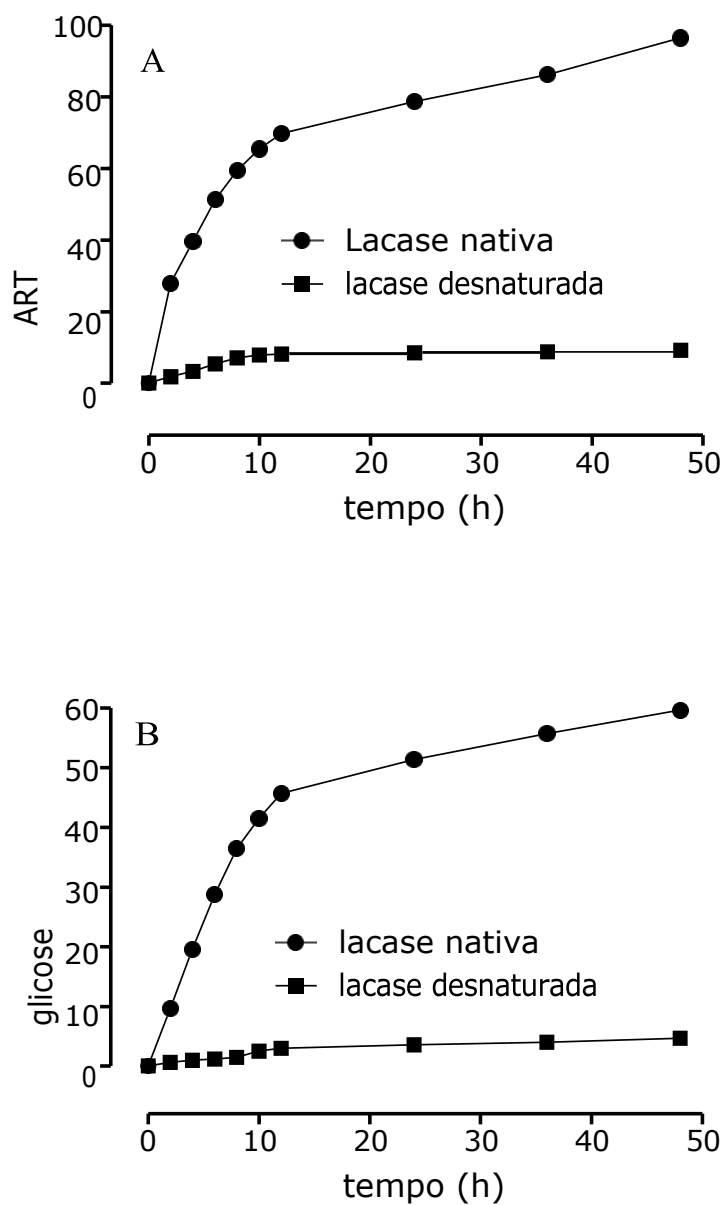 100
A
80
60
40
20
0
ART
Lacase nativa
lacase desnaturada
0 10 20 30 40 50
tempo (h)
60
B
50
40
30
20
10
0
glicose
lacase nativa
lacase desnaturada
0 10 20 30 40 50
tempo (h)